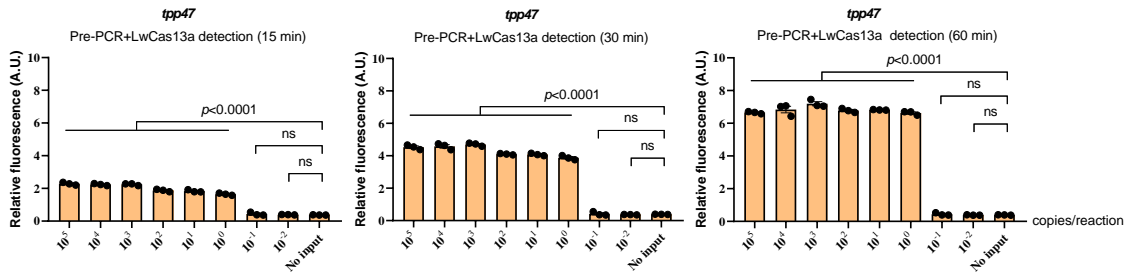 tpp47
Pre-PCR+LwCas13a detection (15 min)
Relative fluorescence (A.U.)
10
8
6
4
2
0
p<0.0001
ns
ns
10^5
10^4
10^3
10^2
10^1
10^0
10^-1
10^-2
No input
tpp47
Pre-PCR+LwCas13a detection (30 min)
Relative fluorescence (A.U.)
10
8
6
4
2
0
p<0.0001
ns
ns
10^5
10^4
10^3
10^2
10^1
10^0
10^-1
10^-2
No input
tpp47
Pre-PCR+LwCas13a detection (60 min)
Relative fluorescence (A.U.)
10
8
6
4
2
0
p<0.0001
ns
ns
10^5
10^4
10^3
10^2
10^1
10^0
10^-1
10^-2
No input
copies/reaction